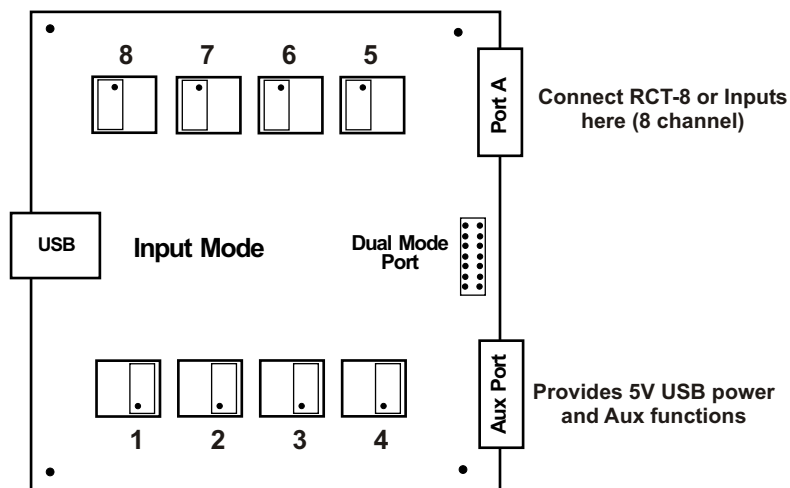 8 7 6 5
Port A
Connect RCT-8 or Inputs
here (8 channel)
USB
Input Mode
Dual Mode
Port
Aux Port
Provides 5V USB power
and Aux functions
1 2 3 4